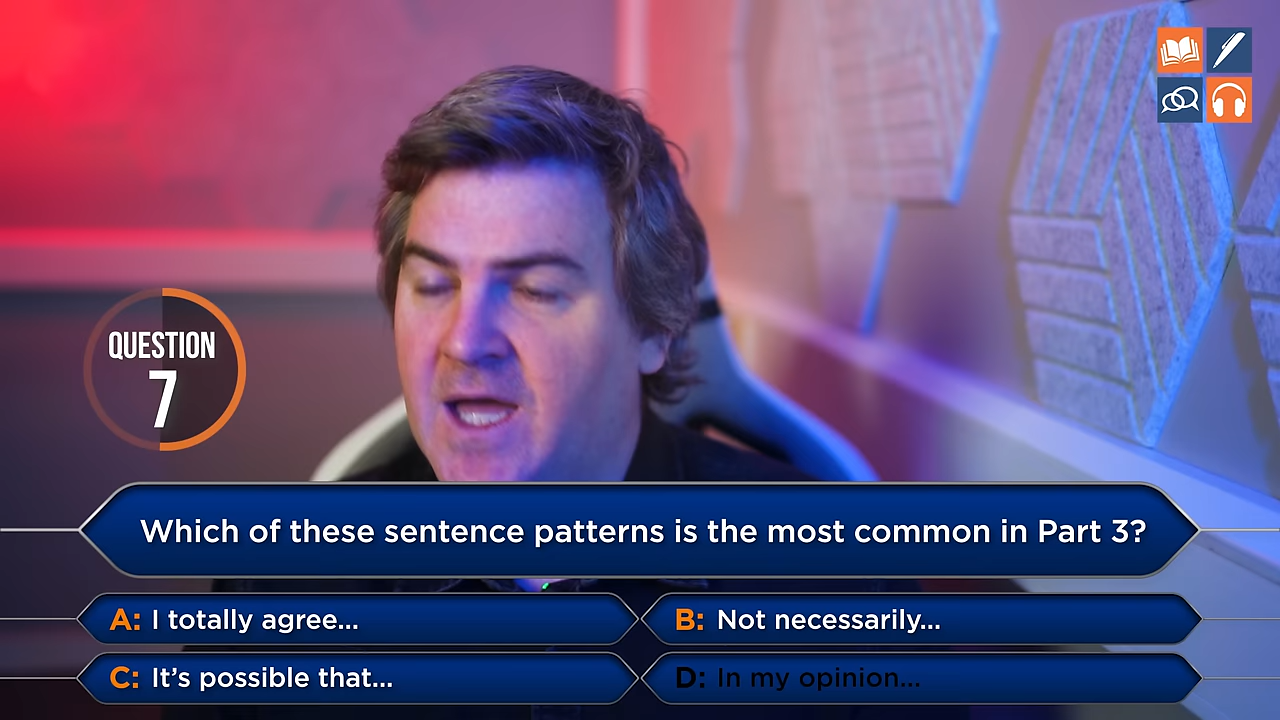 QUESTION
7
Which of these sentence patterns is the most common in Part 3?
A: I totally agree...
B: Not necessarily...
C: It's possible that...
D: In my opinion...